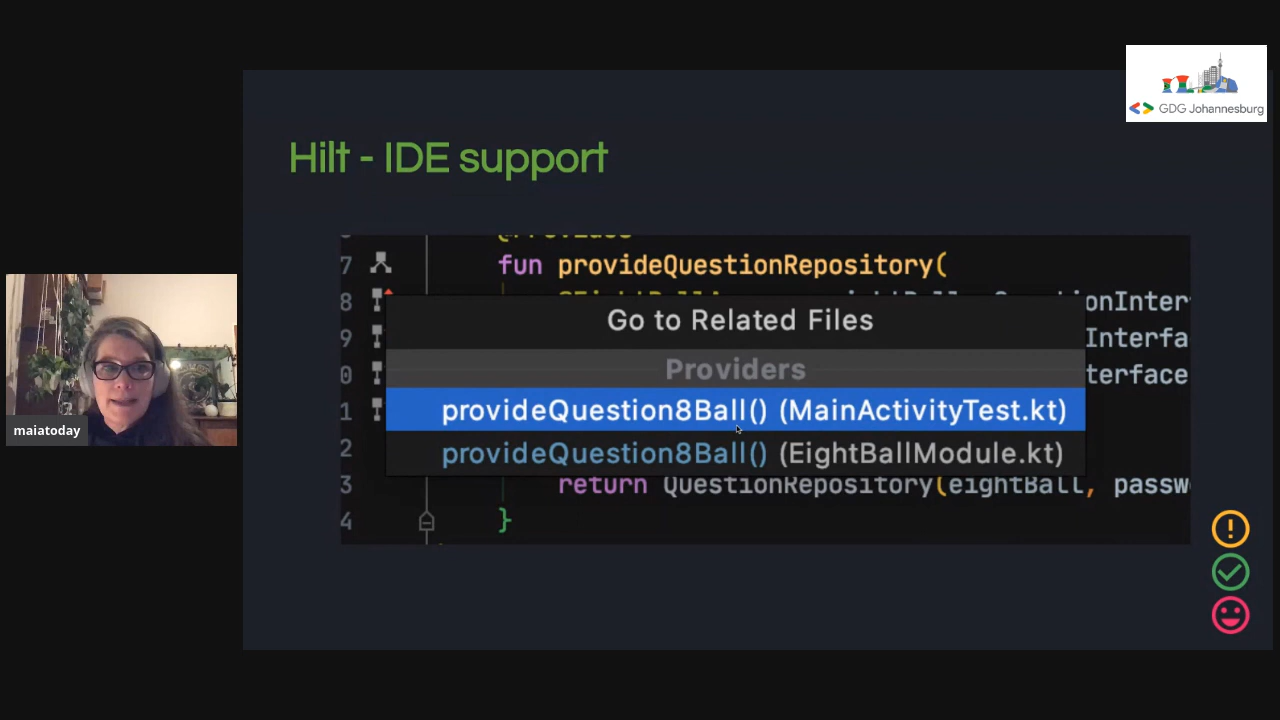 GDG Johannesburg
Hilt - IDE support
7 fun provideQuestionRepository(
8
Go to Related Files
9 Interfa
Providers
0 terface
1 provideQuestion8Ball() (MainActivityTest.kt)
2 provideQuestion8Ball() (EightBallModule.kt)
3 return QuestionRepository(eightBall, passw
4 }
maiatoday